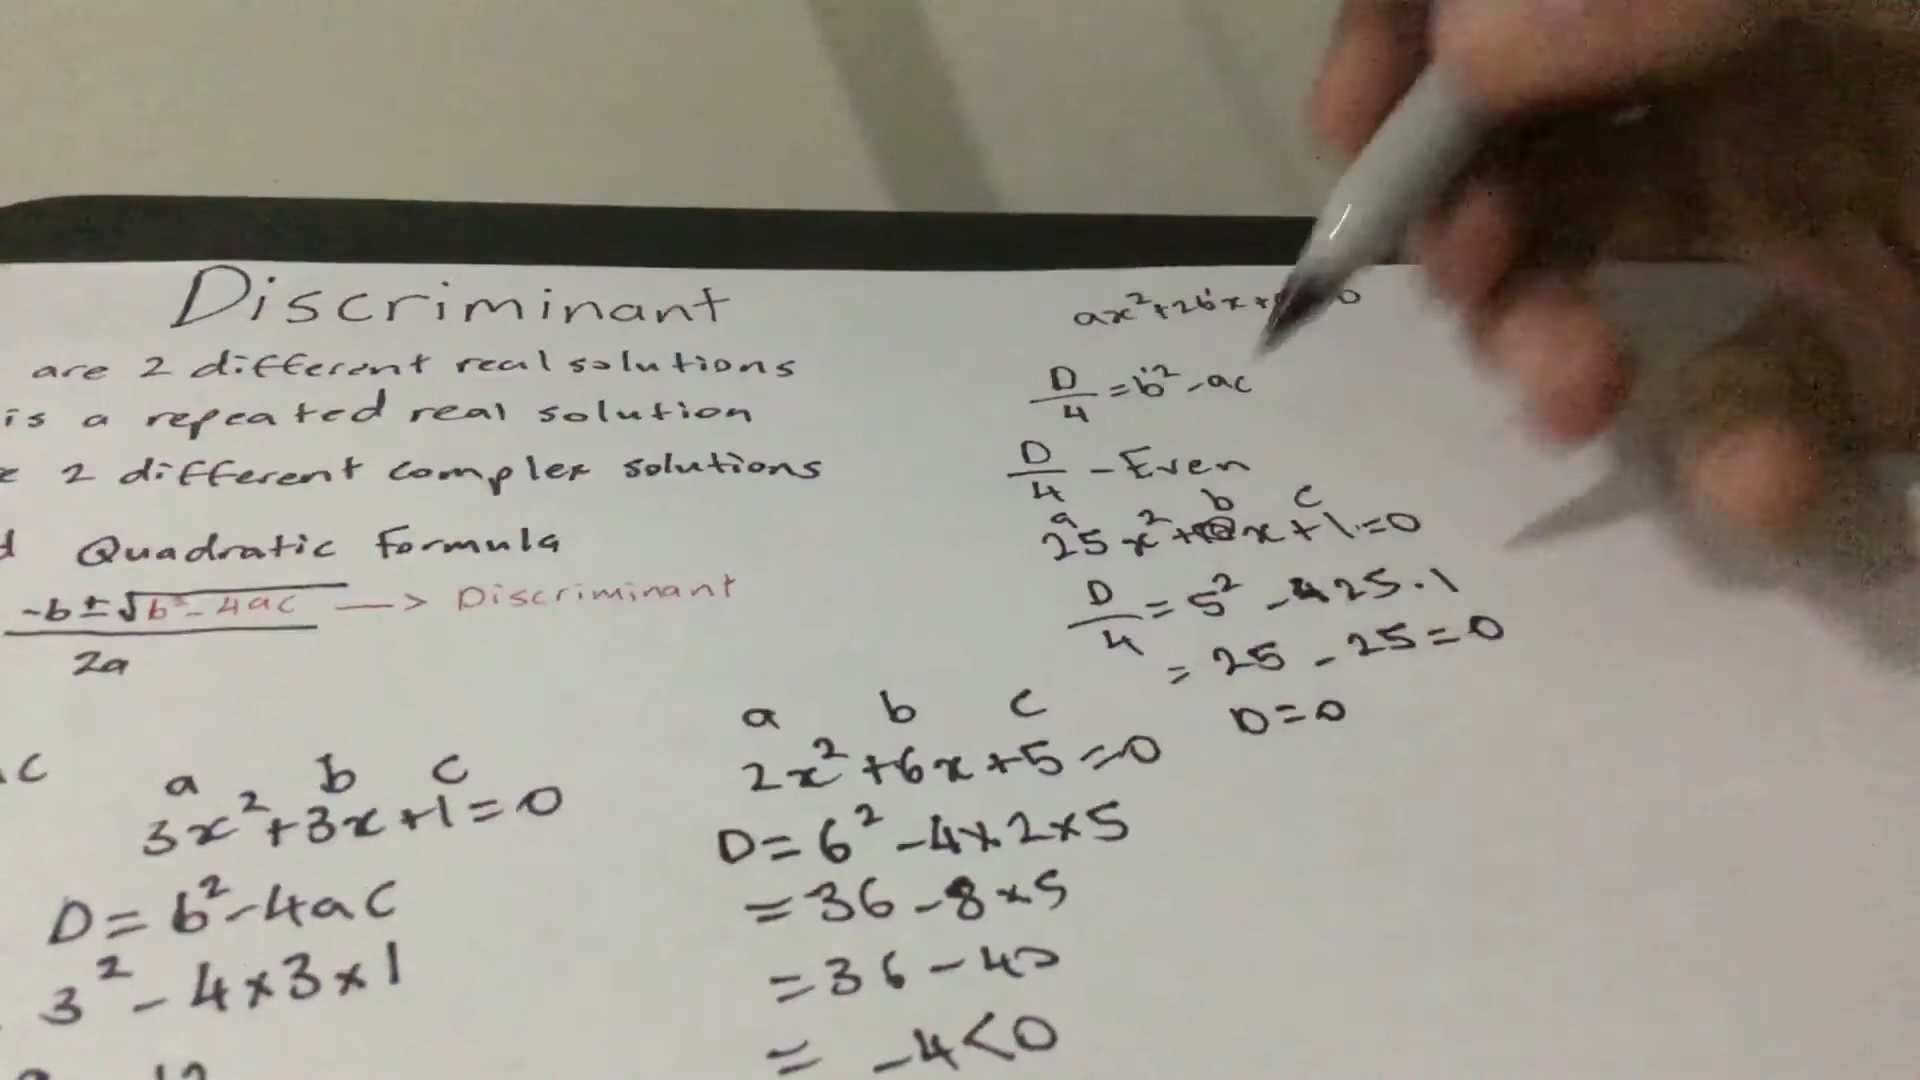 Discriminant
are 2 different real solutions
is a repeated real solution
2 different complex solutions
Quadratic Formula
-b±√b²-4ac —> Discriminant
2a
c
a b c
3x²+3x+1=0
D=b²-4ac
3²-4×3×1
a b c
2x²+6x+5=0
D=6²-4×2×5
=36-8×5
=36-40
=-4<0
ax²+2b'x+
D/4=b'²-ac
D/4-Even
a b c
25x²+10x+1=0
D/4=5²-25.1
=25-25=0
D=0